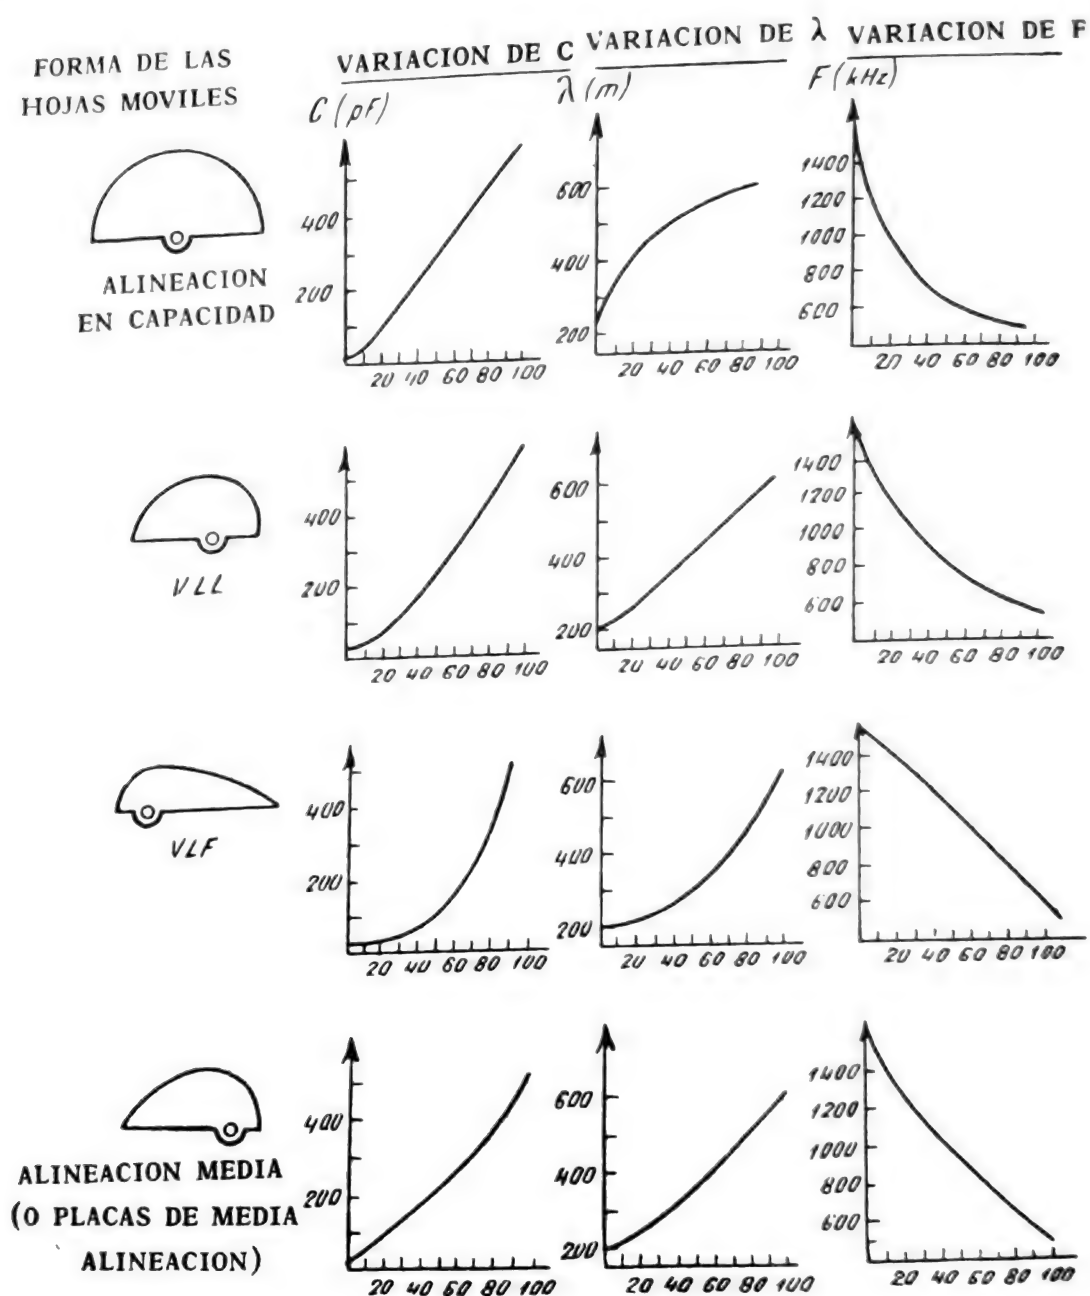 FORMA DE LAS
HOJAS MOVILES
VARIACION DE C
VARIACION DE λ
VARIACION DE F
C (pF)
λ (m)
F (kHz)
ALINEACION
EN CAPACIDAD
400
200
20 40 60 80 100
600
400
200
20 40 60 80 100
1400
1200
1000
800
600
20 40 60 80 100
VLL
400
200
20 40 60 80 100
600
400
200
20 40 60 80 100
1400
1200
1000
800
600
20 40 60 80 100
VLF
400
200
20 40 60 80 100
600
400
200
20 40 60 80 100
1400
1200
1000
800
600
20 40 60 80 100
ALINEACION MEDIA
(O PLACAS DE MEDIA
ALINEACION)
400
200
20 40 60 80 100
600
400
200
20 40 60 80 100
1400
1200
1000
800
600
20 40 60 80 100